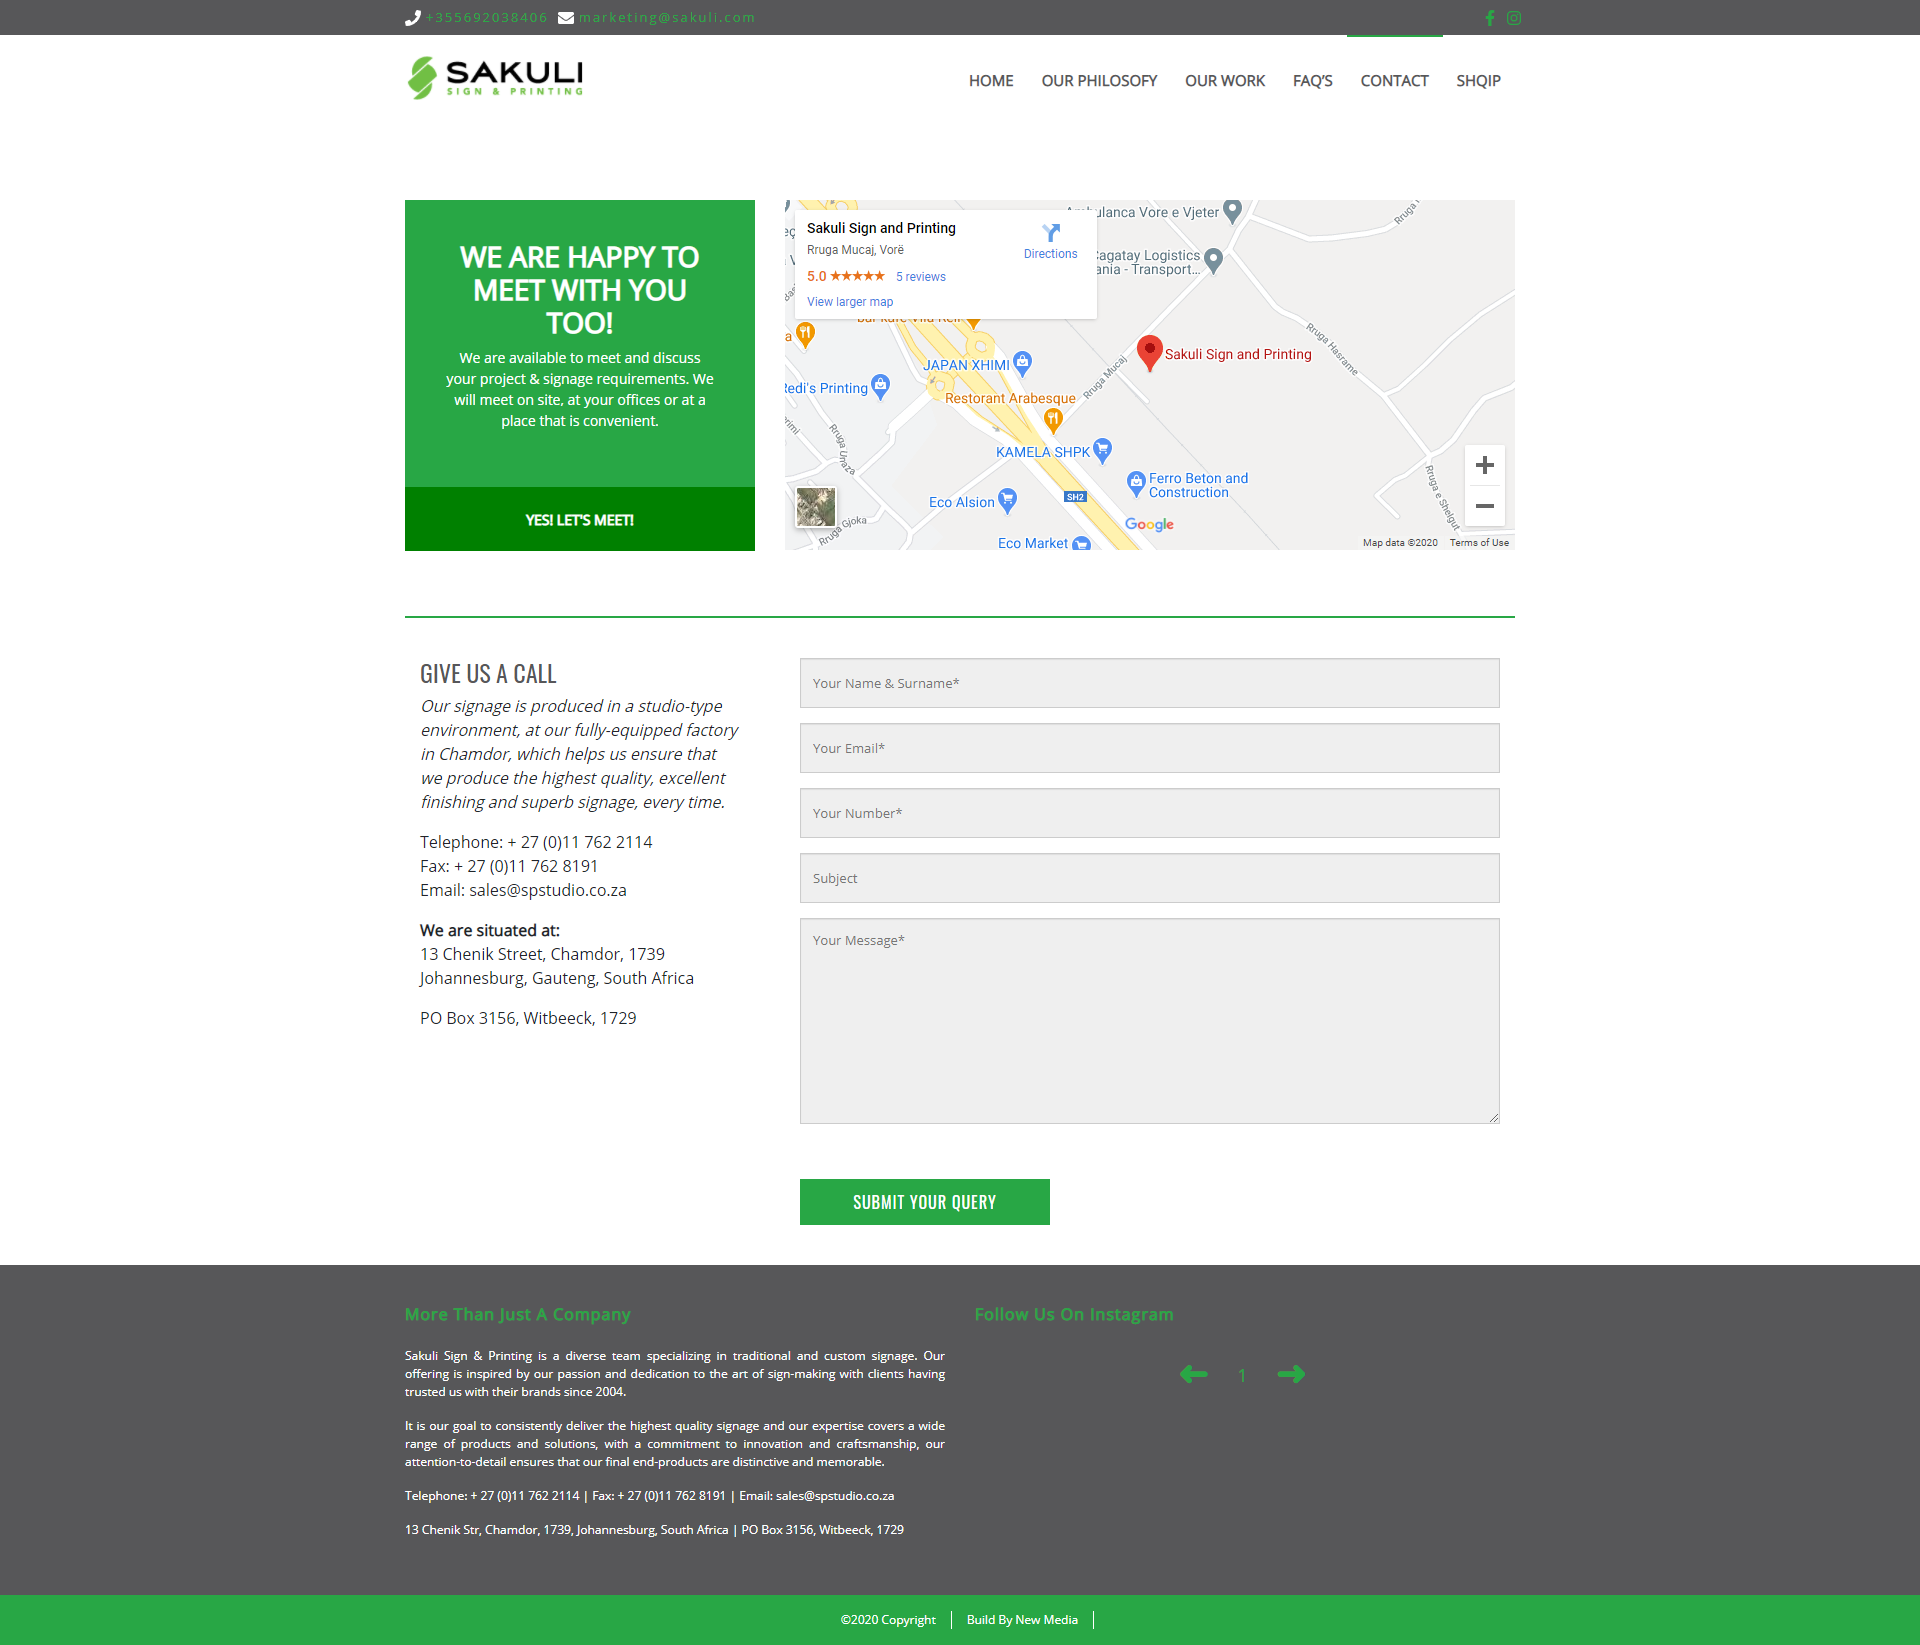 +355692038406 marketing@sakuli.com
SAKULI
SIGN & PRINTING
HOME OUR PHILOSOFY OUR WORK FAQ'S CONTACT SHQIP
WE ARE HAPPY TO
MEET WITH YOU
TOO!
We are available to meet and discuss
your project & signage requirements. We
will meet on site, at your offices or at a
place that is convenient.
YES! LET'S MEET!
Sakuli Sign and Printing
Rruga Mucaj, Vorë
5.0 ★★★★★ 5 reviews
View larger map
Directions
Ambulanca Vore e Vjeter
Cagatay Logistics
ania - Transport...
Rruga Hasrame
Sakuli Sign and Printing
JAPAN XHIMI
Rruga Mucaj
Redi's Printing
Restorant Arabesque
Rruga Unaza
KAMELA SHPK
Ferro Beton and
Construction
Rruga e Shelgut
SH2
Eco Alsion
Google
Rruga Gjoka
Eco Market
Map data ©2020 Terms of Use
GIVE US A CALL
Our signage is produced in a studio-type
environment, at our fully-equipped factory
in Chamdor, which helps us ensure that
we produce the highest quality, excellent
finishing and superb signage, every time.
Telephone: + 27 (0)11 762 2114
Fax: + 27 (0)11 762 8191
Email: sales@spstudio.co.za
We are situated at:
13 Chenik Street, Chamdor, 1739
Johannesburg, Gauteng, South Africa
PO Box 3156, Witbeeck, 1729
Your Name & Surname*
Your Email*
Your Number*
Subject
Your Message*
SUBMIT YOUR QUERY
More Than Just A Company
Sakuli Sign & Printing is a diverse team specializing in traditional and custom signage. Our
offering is inspired by our passion and dedication to the art of sign-making with clients having
trusted us with their brands since 2004.
It is our goal to consistently deliver the highest quality signage and our expertise covers a wide
range of products and solutions, with a commitment to innovation and craftsmanship, our
attention-to-detail ensures that our final end-products are distinctive and memorable.
Telephone: + 27 (0)11 762 2114 | Fax: + 27 (0)11 762 8191 | Email: sales@spstudio.co.za
13 Chenik Str, Chamdor, 1739, Johannesburg, South Africa | PO Box 3156, Witbeeck, 1729
Follow Us On Instagram
1
©2020 Copyright | Build By New Media |